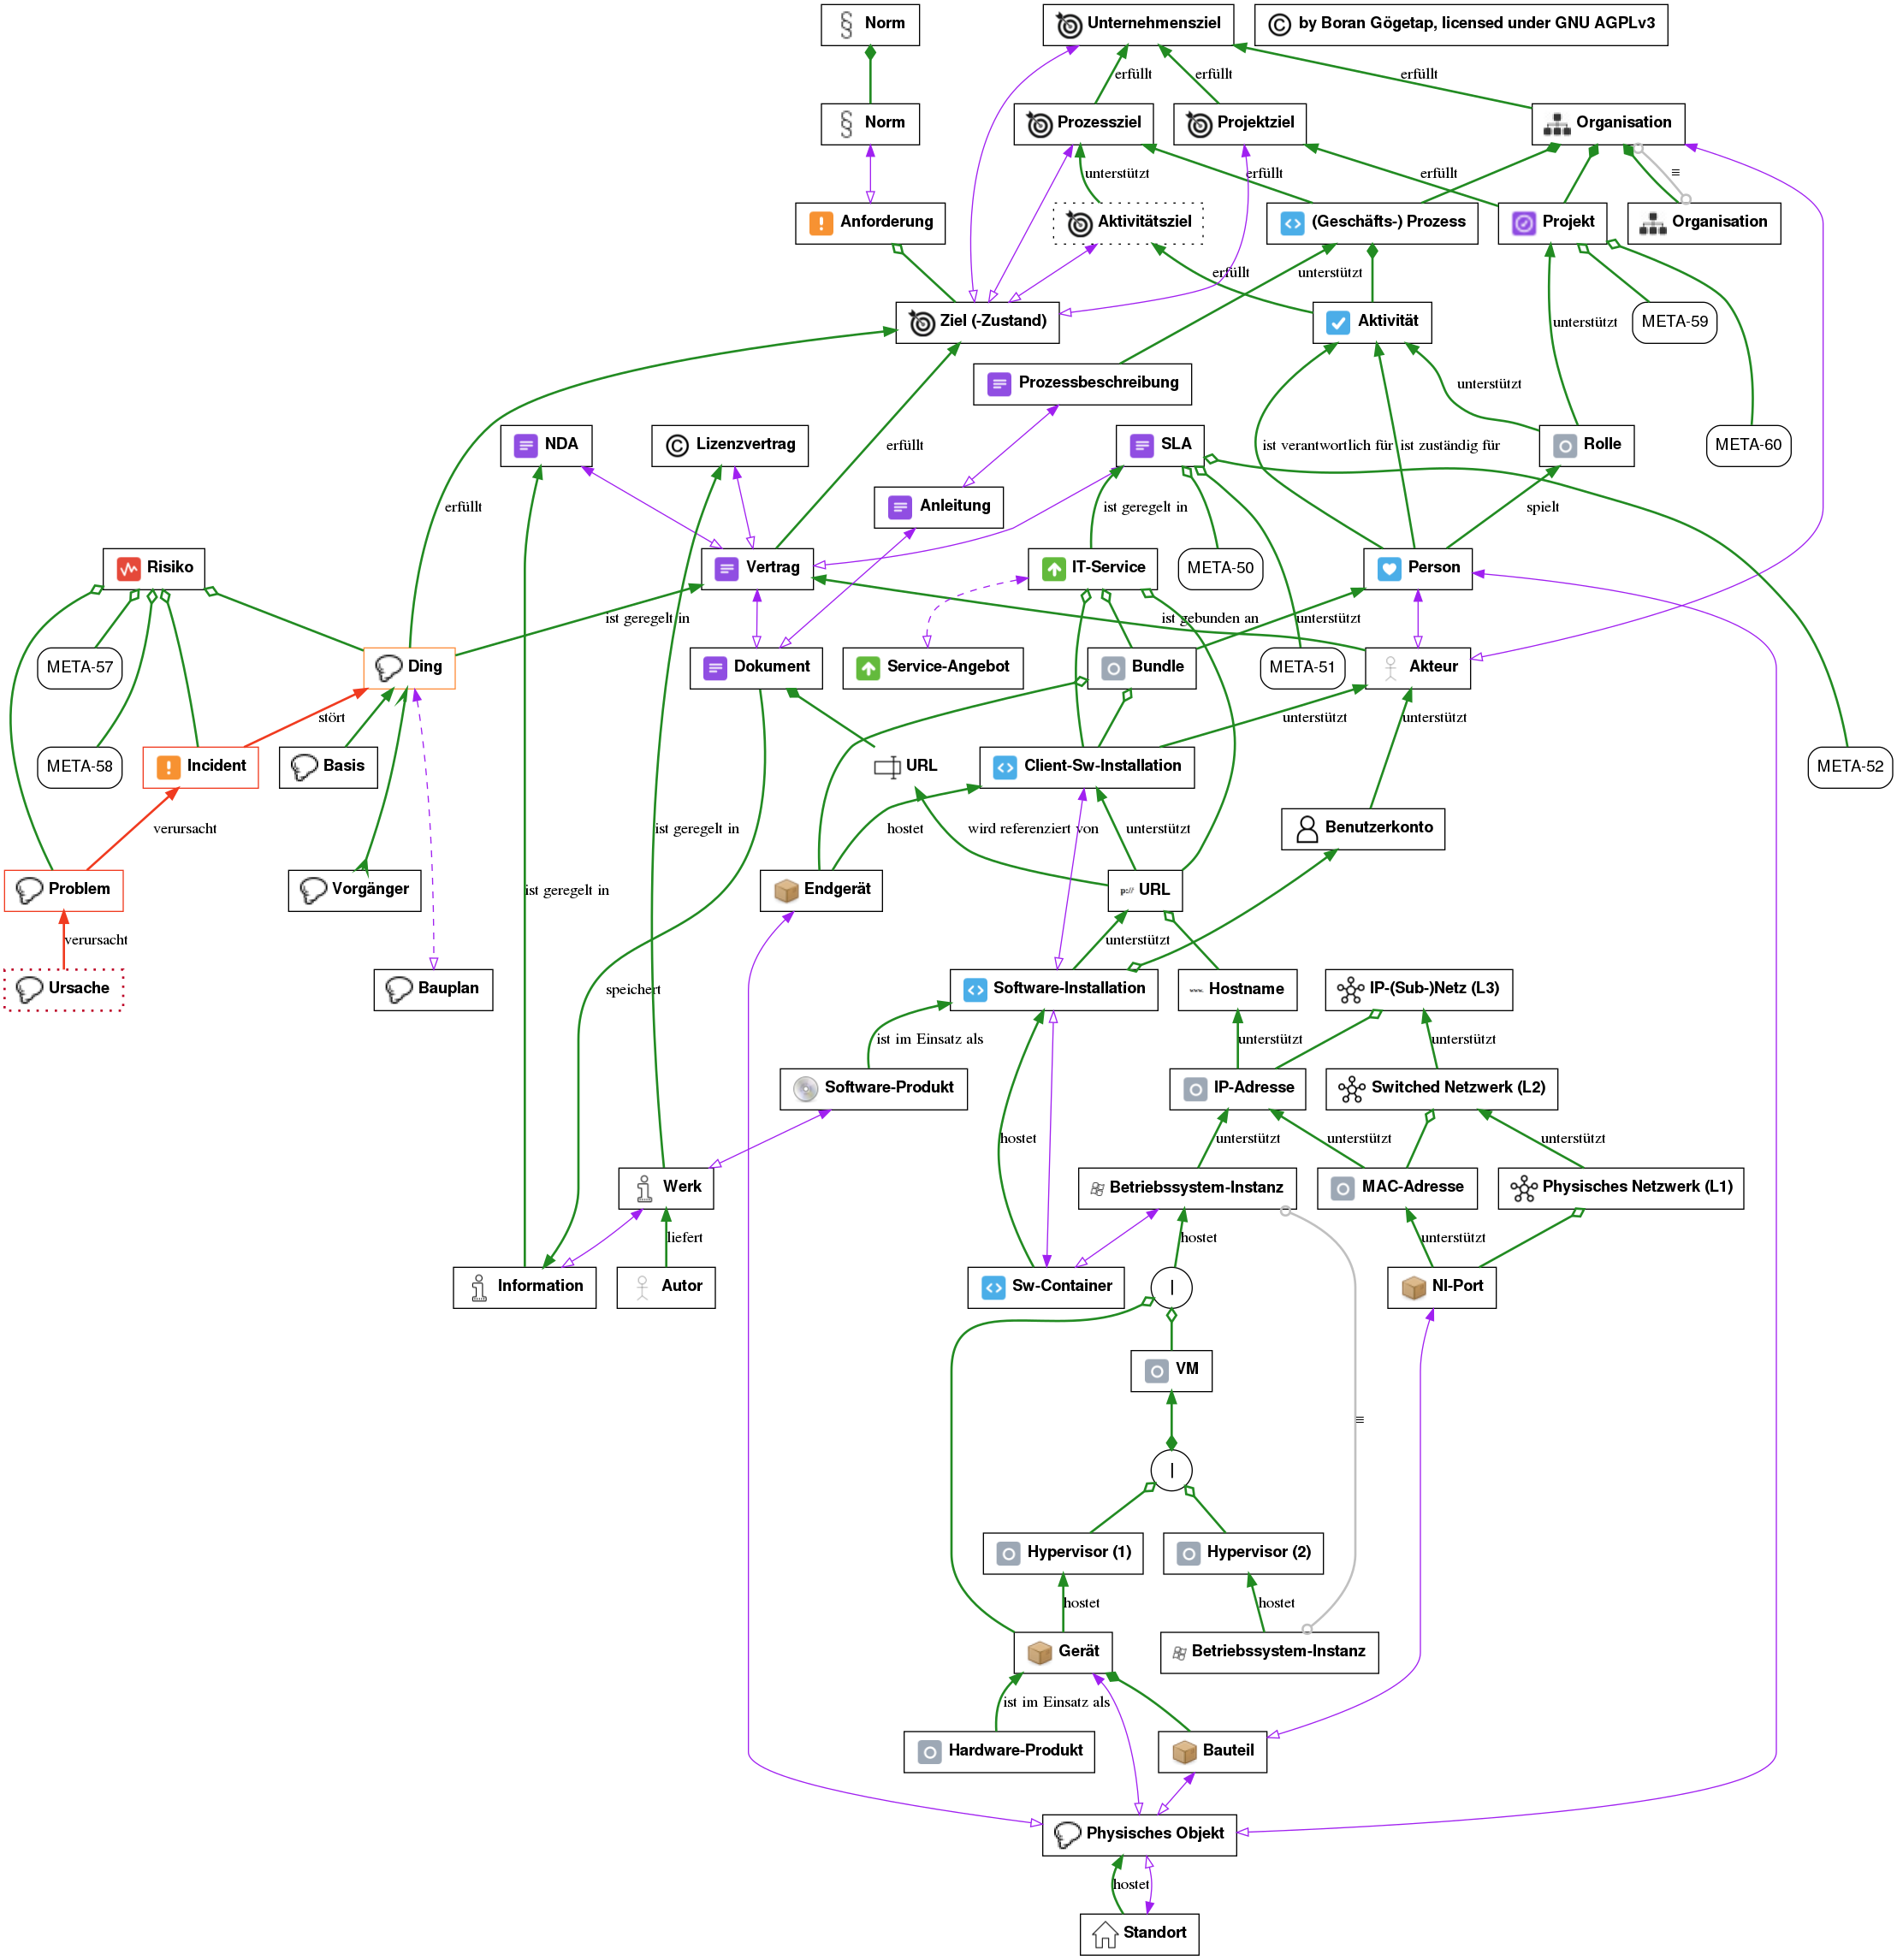 § Norm
Unternehmensziel
© by Boran Gögetap, licensed under GNU AGPLv3
erfüllt
erfüllt
erfüllt
§ Norm
Prozessziel
Projektziel
Organisation
unterstützt
erfüllt
erfüllt
≡
Anforderung
Aktivitätsziel
(Geschäfts-) Prozess
Projekt
Organisation
erfüllt
unterstützt
Ziel (-Zustand)
Aktivität
unterstützt
META-59
Prozessbeschreibung
unterstützt
NDA
© Lizenzvertrag
erfüllt
SLA
ist verantwortlich für
ist zuständig für
Rolle
META-60
erfüllt
Anleitung
ist geregelt in
spielt
Risiko
Vertrag
IT-Service
META-50
Person
ist geregelt in
ist gebunden an
unterstützt
META-57
Ding
Dokument
Service-Angebot
Bundle
META-51
Akteur
stört
unterstützt
unterstützt
META-58
Incident
Basis
URL
Client-Sw-Installation
META-52
verursacht
ist geregelt in
hostet
wird referenziert von
unterstützt
Benutzerkonto
Problem
Vorgänger
ist geregelt in
Endgerät
p:// URL
verursacht
unterstützt
Ursache
Bauplan
speichert
Software-Installation
www. Hostname
IP-(Sub-)Netz (L3)
ist im Einsatz als
unterstützt
unterstützt
Software-Produkt
IP-Adresse
Switched Netzwerk (L2)
hostet
unterstützt
unterstützt
unterstützt
Werk
Betriebssystem-Instanz
MAC-Adresse
Physisches Netzwerk (L1)
liefert
hostet
unterstützt
Information
Autor
Sw-Container
|
NI-Port
VM
≡
|
Hypervisor (1)
Hypervisor (2)
hostet
hostet
Gerät
Betriebssystem-Instanz
ist im Einsatz als
Hardware-Produkt
Bauteil
Physisches Objekt
hostet
Standort